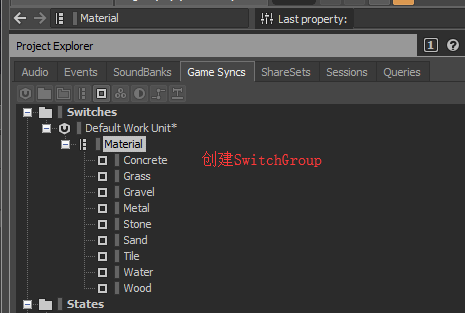 Material
Last property:
Project Explorer
1
?
Audio
Events
SoundBanks
Game Syncs
ShareSets
Sessions
Queries
Switches
Default Work Unit*
Material
Concrete
创建SwitchGroup
Grass
Gravel
Metal
Stone
Sand
Tile
Water
Wood
States